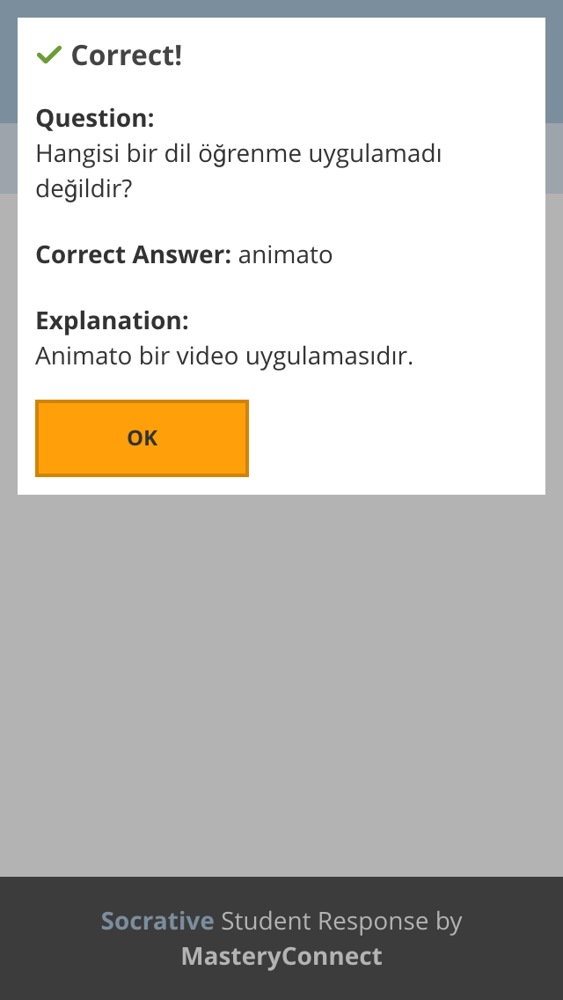 Correct!
Question:
Hangisi bir dil öğrenme uygulamadı
değildir?
Correct Answer: animato
Explanation:
Animato bir video uygulamasıdır.
OK
Socrative Student Response by
MasteryConnect